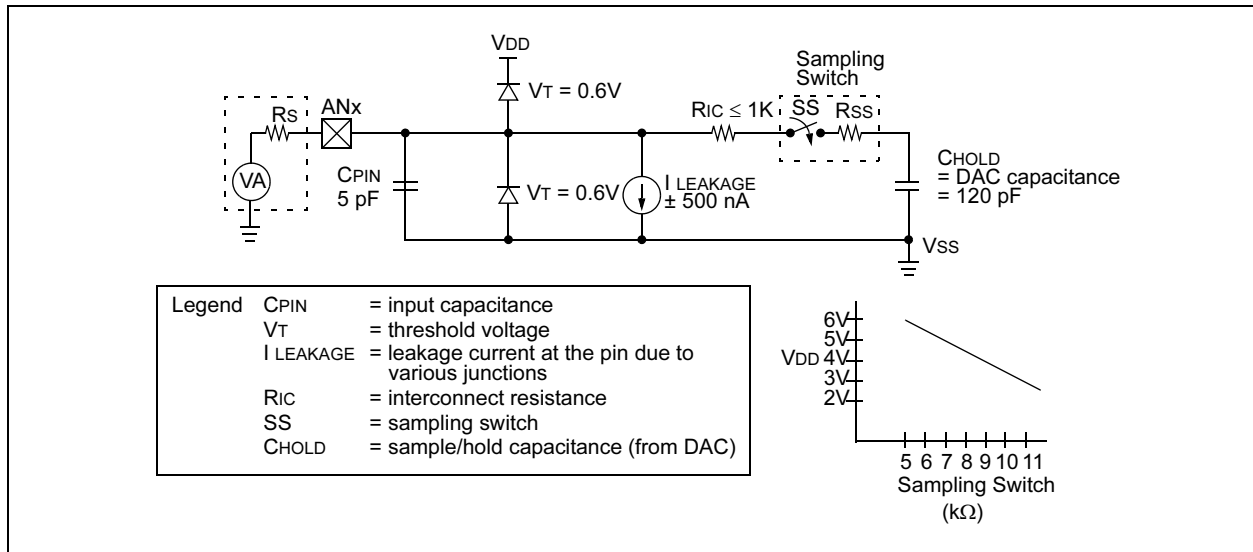 VDD
Sampling
Switch
VT = 0.6V
ANx
RS
RIC ≤ 1K
SS
RSS
VA
CPIN
5 pF
VT = 0.6V
I LEAKAGE
± 500 nA
CHOLD
= DAC capacitance
= 120 pF
VSS
Legend CPIN = input capacitance
VT = threshold voltage
I LEAKAGE = leakage current at the pin due to
various junctions
RIC = interconnect resistance
SS = sampling switch
CHOLD = sample/hold capacitance (from DAC)
6V
5V
VDD 4V
3V
2V
5 6 7 8 9 10 11
Sampling Switch
(kΩ)